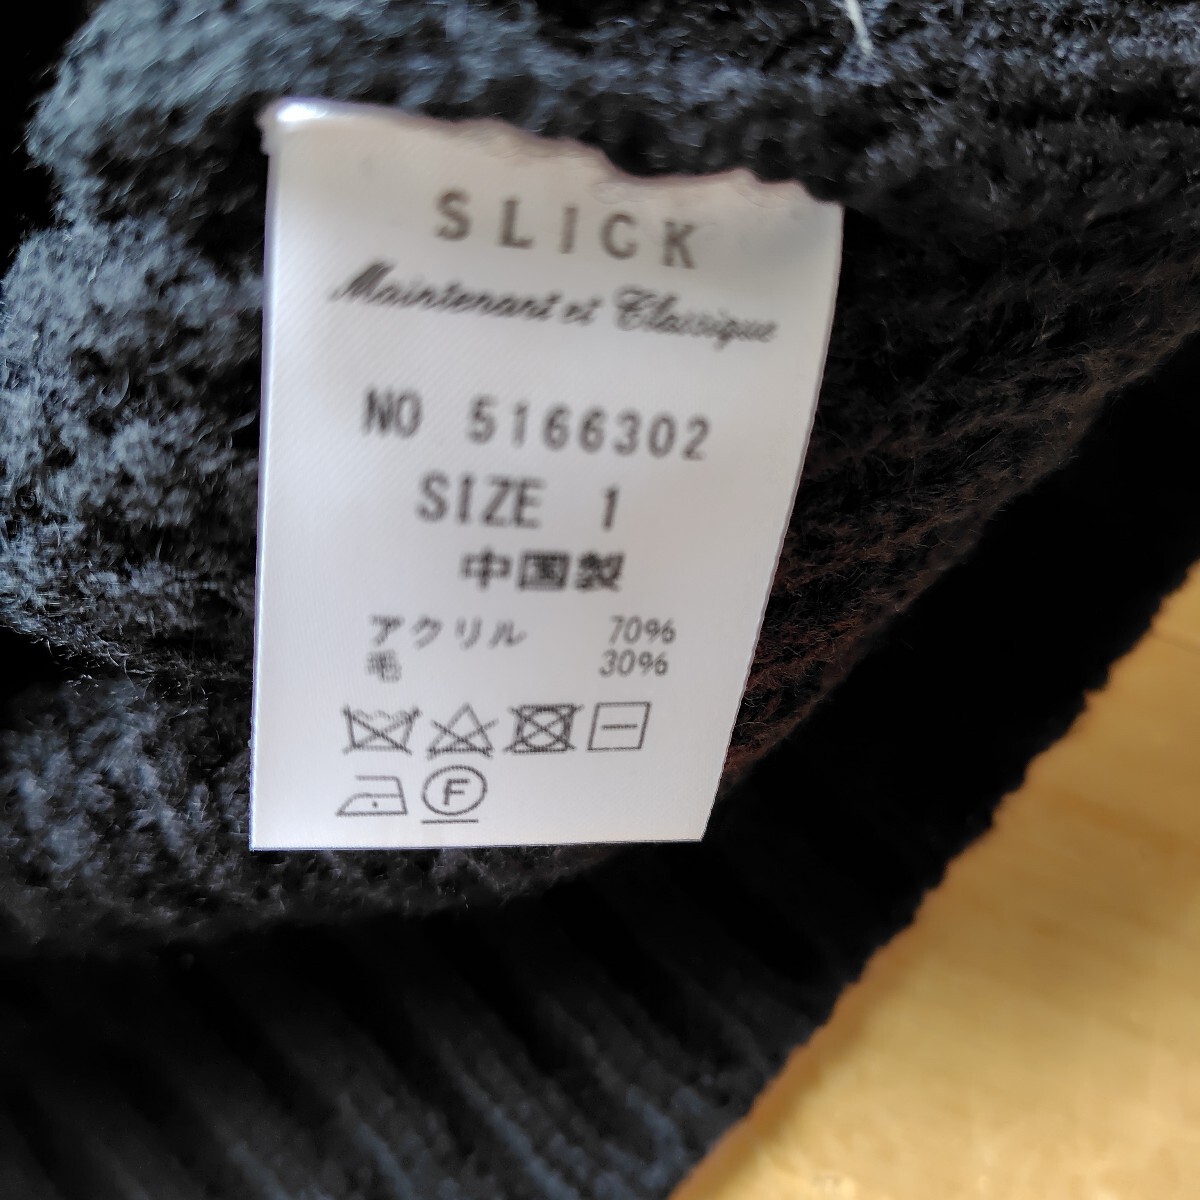 SLICK
Maintenant et Classique
NO 5166302
SIZE 1
中国製
アクリル 70%
毛 30%
F